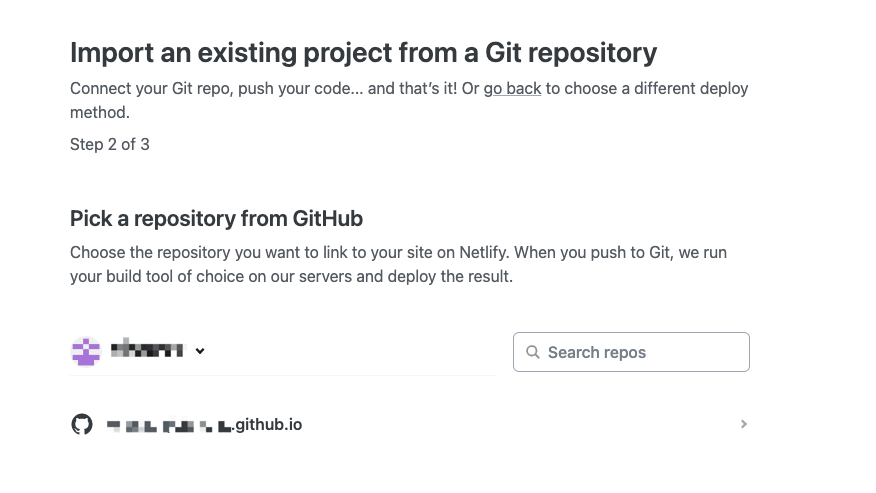 Import an existing project from a Git repository
Connect your Git repo, push your code... and that’s it! Or go back to choose a different deploy
method.
Step 2 of 3
Pick a repository from GitHub
Choose the repository you want to link to your site on Netlify. When you push to Git, we run
your build tool of choice on our servers and deploy the result.
Search repos
.github.io